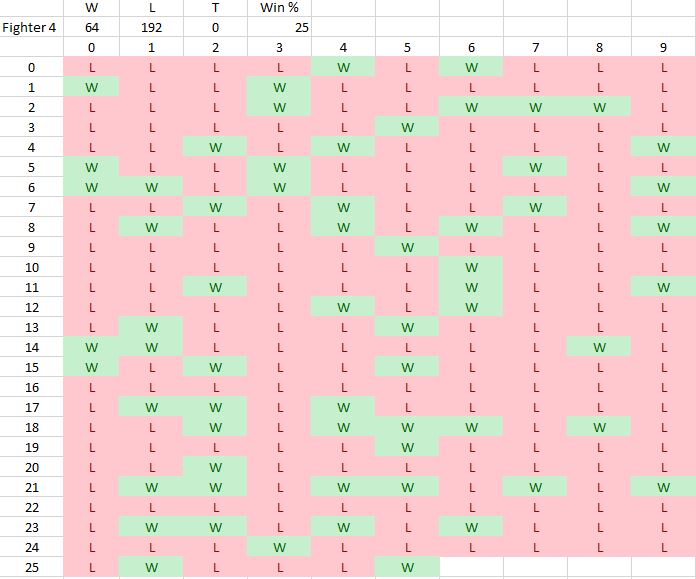 W L T Win %
Fighter 4 64 192 0 25
0 1 2 3 4 5 6 7 8 9
0 L L L L W L W L L L
1 W L L W L L L L L L
2 L L L W L L W W W L
3 L L L L L W L L L L
4 L L W L W L L L L W
5 W L L W L L L W L L
6 W W L W L L L L L W
7 L L W L W L L W L L
8 L W L L W L W L L W
9 L L L L L W L L L L
10 L L L L L L W L L L
11 L L W L L L W L L W
12 L L L L W L W L L L
13 L W L L L W L L L L
14 W W L L L L L L W L
15 W L W L L W L L L L
16 L L L L L L L L L L
17 L W W L W L L L L L
18 L L W L W W W L W L
19 L L L L L W L L L L
20 L L W L L L L L L L
21 L W W L W W L W L W
22 L L L L L L L L L L
23 L W W L W L W L L L
24 L L L W L L L L L L
25 L W L L L W